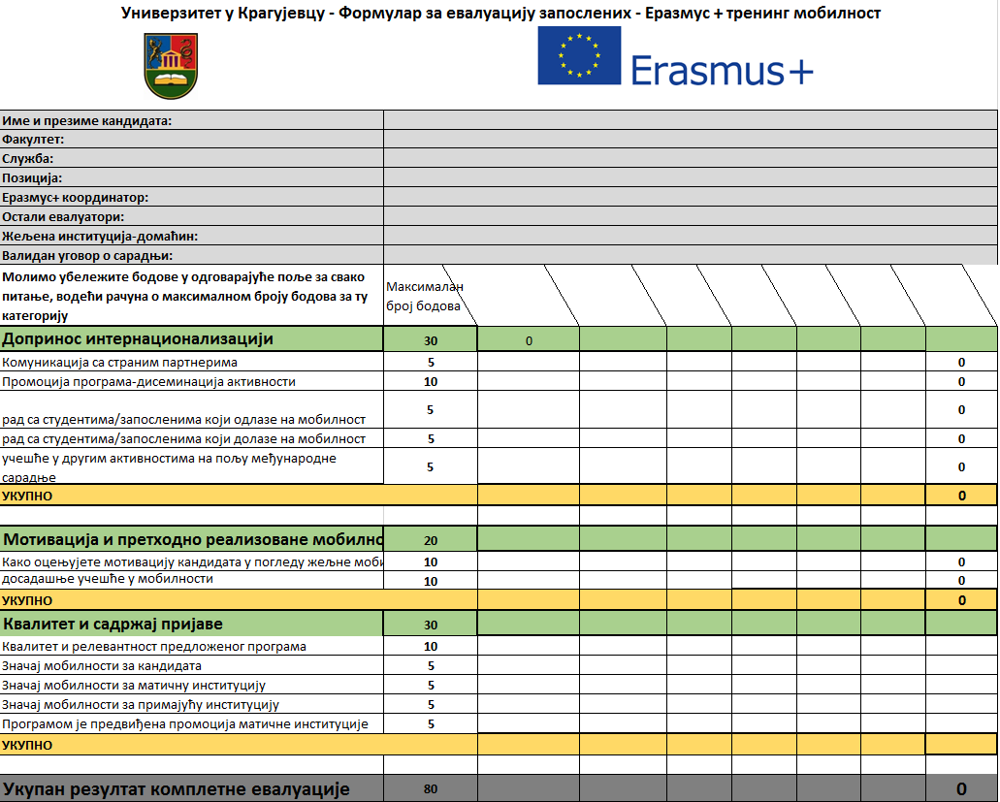 Универзитет у Крагујевцу - Формулар за евалуацију запослених - Еразмус + тренинг мобилност
Erasmus+
Име и презиме кандидата:
Факултет:
Служба:
Позиција:
Еразмус+ координатор:
Остали евалуатори:
Жељена институција-домаћин:
Валидан уговор о сарадњи:
Молимо убележите бодове у одговарајуће поље за свако
питање, водећи рачуна о максималном броју бодова за ту
категорију
Максималан
број бодова
Допринос интернационализацији 30 0
Комуникација са страним партнерима 5 0
Промоција програма-дисеминација активности 10 0
рад са студентима/запосленима који одлазе на мобилност 5 0
рад са студентима/запосленима који долазе на мобилност 5 0
учешће у другим активностима на пољу међународне
сарадње 5 0
УКУПНО 0
Мотивација и претходно реализоване мобилно 20
Како оцењујете мотивацију кандидата у погледу жељне моби 10 0
досадашње учешће у мобилности 10 0
УКУПНО 0
Квалитет и садржај пријаве 30
Квалитет и релевантност предложеног програма 10
Значај мобилности за кандидата 5
Значај мобилности за матичну институцију 5
Значај мобилности за примајућу институцију 5
Програмом је предвиђена промоција матичне институције 5
УКУПНО
Укупан резултат комплетне евалуације 80 0